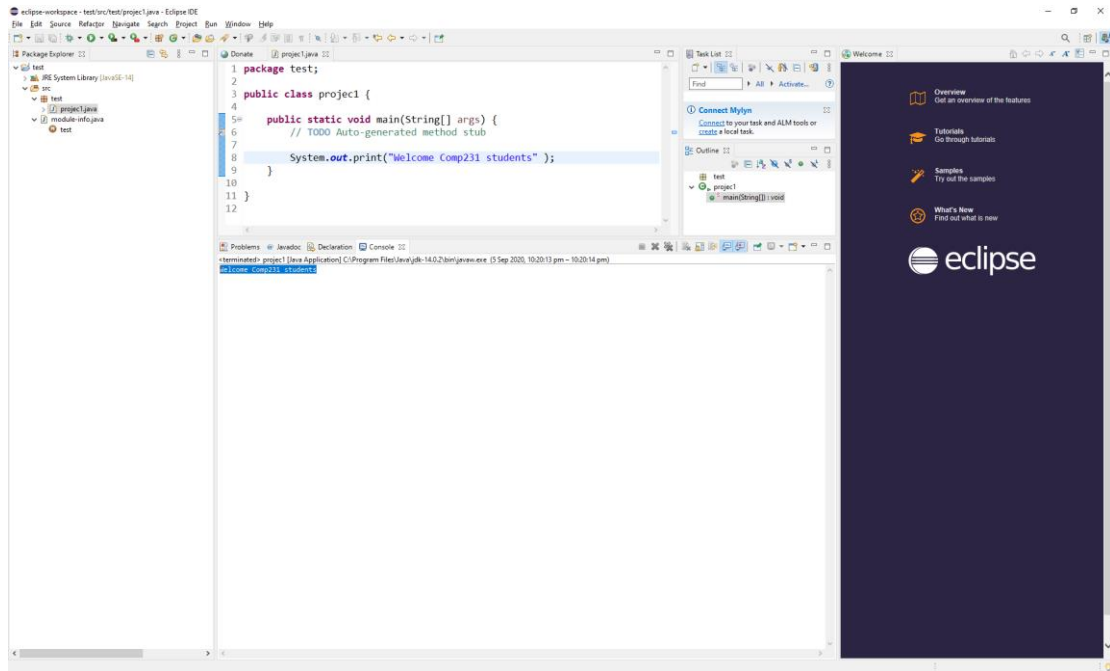 eclipse-workspace - test/src/test/projec1.java - Eclipse IDE
File Edit Source Refactor Navigate Search Project Run Window Help
Package Explorer
test
JRE System Library [JavaSE-14]
src
test
projec1.java
module-info.java
test
Donate projec1.java
1 package test;
2
3 public class projec1 {
4
5 public static void main(String[] args) {
6 // TODO Auto-generated method stub
7
8 System.out.print("Welcome Comp231 students" );
9 }
10
11 }
12
Task List
Find All Activate...
Connect Mylyn
Connect to your task and ALM tools or
create a local task.
Outline
test
projec1
main(String[]) : void
Problems Javadoc Declaration Console
<terminated> projec1 [Java Application] C:\Program Files\Java\jdk-14.0.2\bin\javaw.exe (5 Sep 2020, 10:20:13 pm – 10:20:14 pm)
Welcome Comp231 students
Welcome
Overview
Get an overview of the features
Tutorials
Go through tutorials
Samples
Try out the samples
What's New
Find out what is new
eclipse